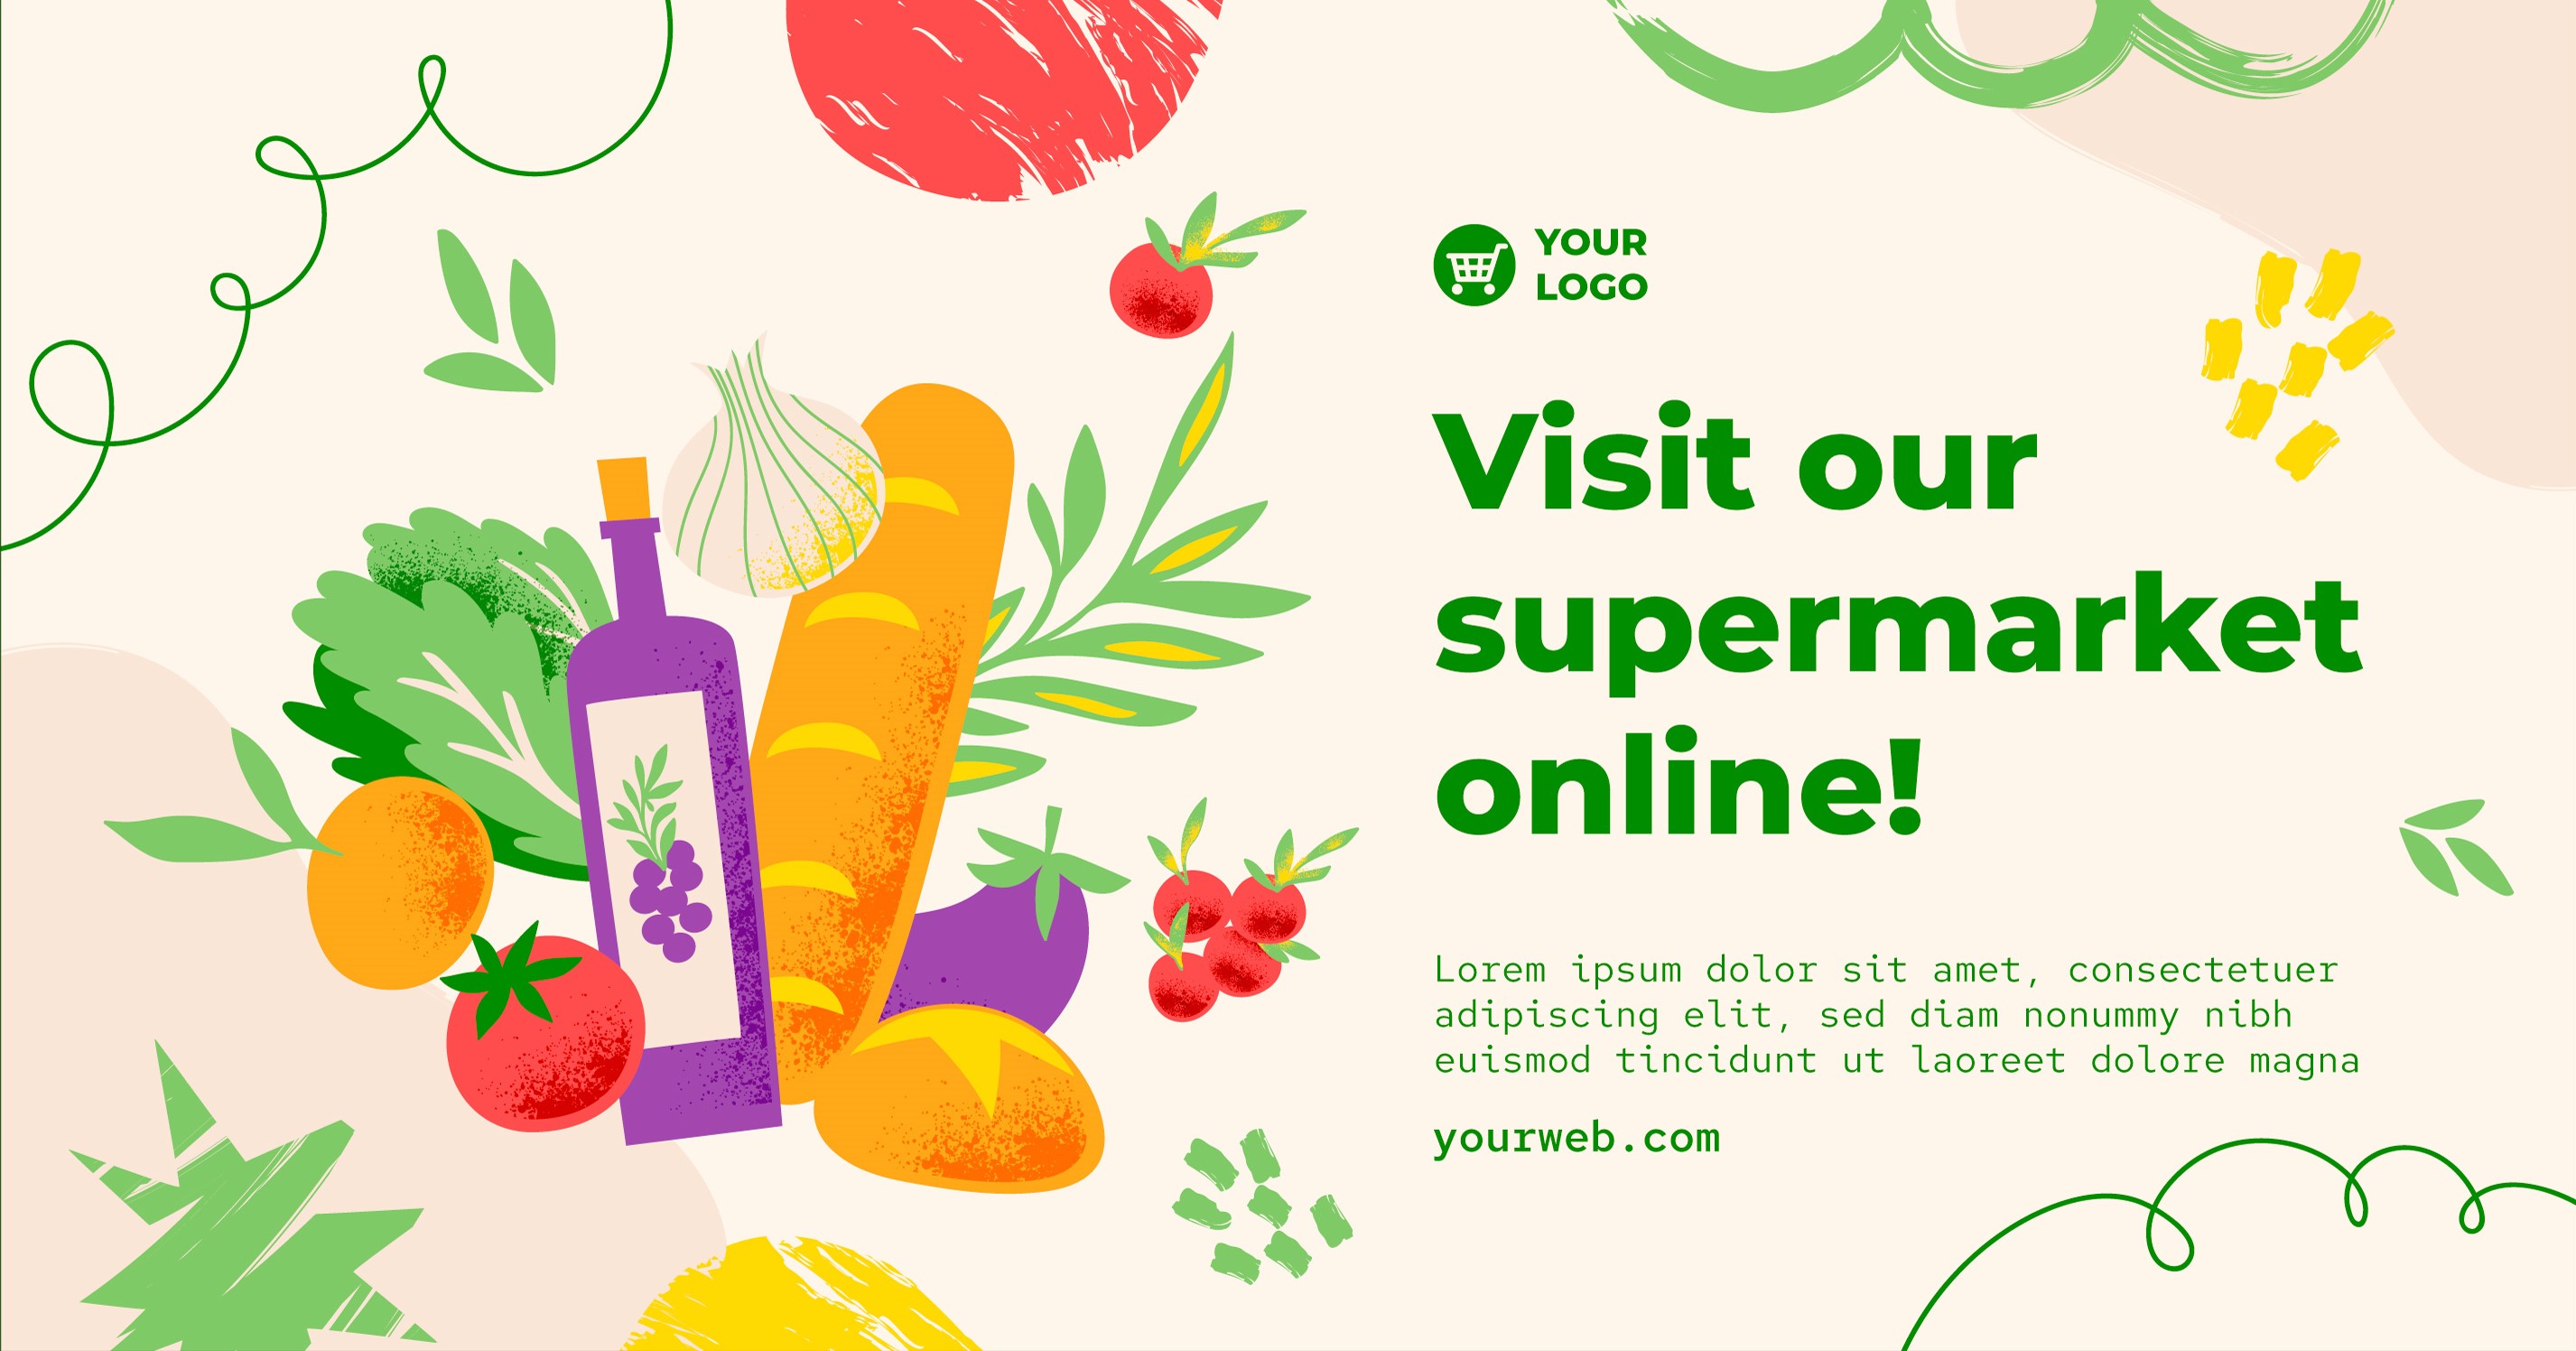 YOUR
LOGO
Visit our
supermarket
online!
Lorem ipsum dolor sit amet, consectetuer
adipiscing elit, sed diam nonummy nibh
euismod tincidunt ut laoreet dolore magna
yourweb.com